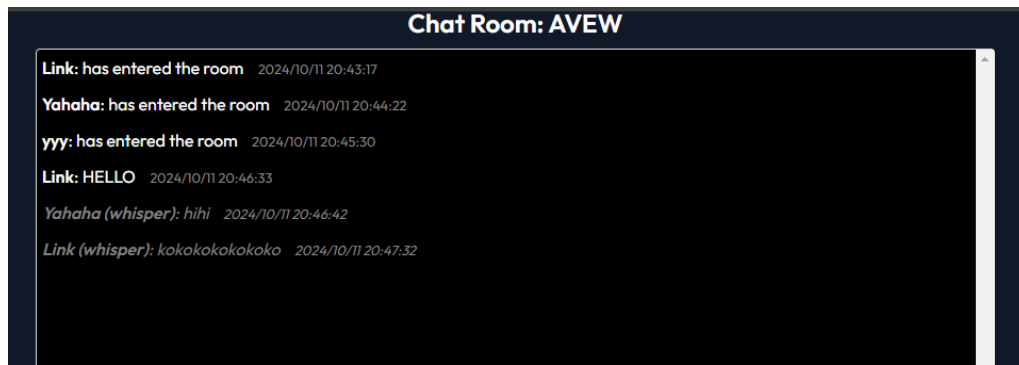 Chat Room: AVEW
Link: has entered the room 2024/10/11 20:43:17
Yahaha: has entered the room 2024/10/11 20:44:22
yyy: has entered the room 2024/10/11 20:45:30
Link: HELLO 2024/10/11 20:46:33
Yahaha (whisper): hihi 2024/10/11 20:46:42
Link (whisper): kokokokokokoko 2024/10/11 20:47:32